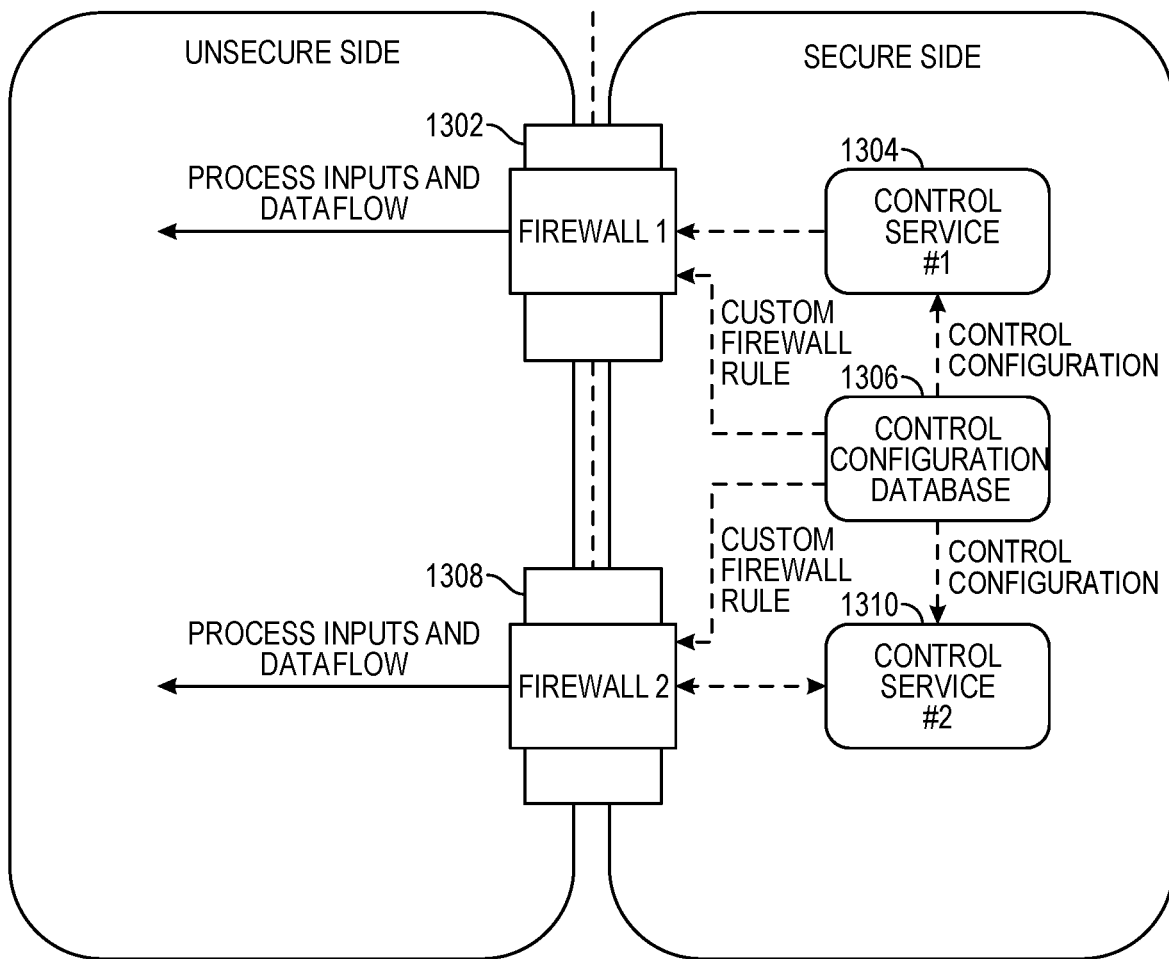 UNSECURE SIDE
SECURE SIDE
1302
PROCESS INPUTS AND
DATAFLOW
FIREWALL 1
1304
CONTROL
SERVICE
#1
CUSTOM
FIREWALL
RULE
CONTROL
CONFIGURATION
1306
CONTROL
CONFIGURATION
DATABASE
CUSTOM
FIREWALL
RULE
CONTROL
CONFIGURATION
1308
PROCESS INPUTS AND
DATAFLOW
FIREWALL 2
1310
CONTROL
SERVICE
#2